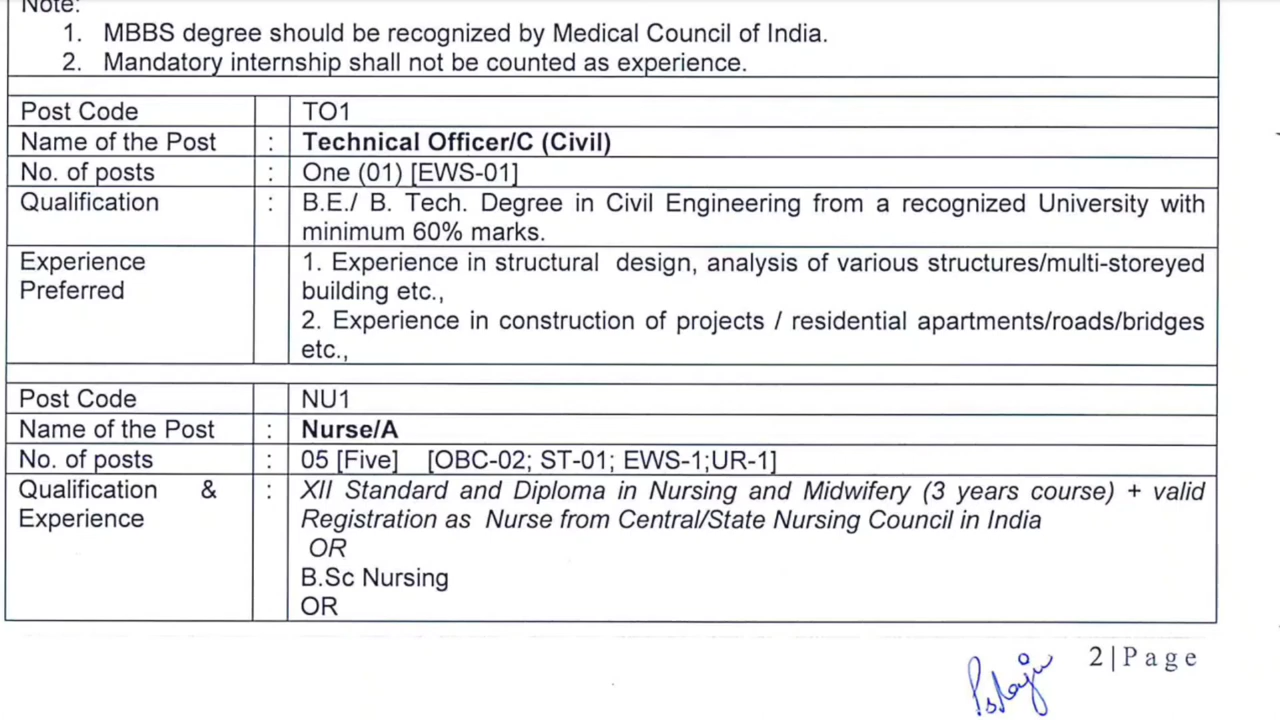 Note:
1. MBBS degree should be recognized by Medical Council of India.
2. Mandatory internship shall not be counted as experience.
Post Code TO1
Name of the Post : Technical Officer/C (Civil)
No. of posts : One (01) [EWS-01]
Qualification : B.E./ B. Tech. Degree in Civil Engineering from a recognized University with
minimum 60% marks.
Experience 1. Experience in structural design, analysis of various structures/multi-storeyed
Preferred building etc.,
2. Experience in construction of projects / residential apartments/roads/bridges
etc.,
Post Code NU1
Name of the Post : Nurse/A
No. of posts : 05 [Five] [OBC-02; ST-01; EWS-1;UR-1]
Qualification & : XII Standard and Diploma in Nursing and Midwifery (3 years course) + valid
Experience Registration as Nurse from Central/State Nursing Council in India
OR
B.Sc Nursing
OR
2|Page